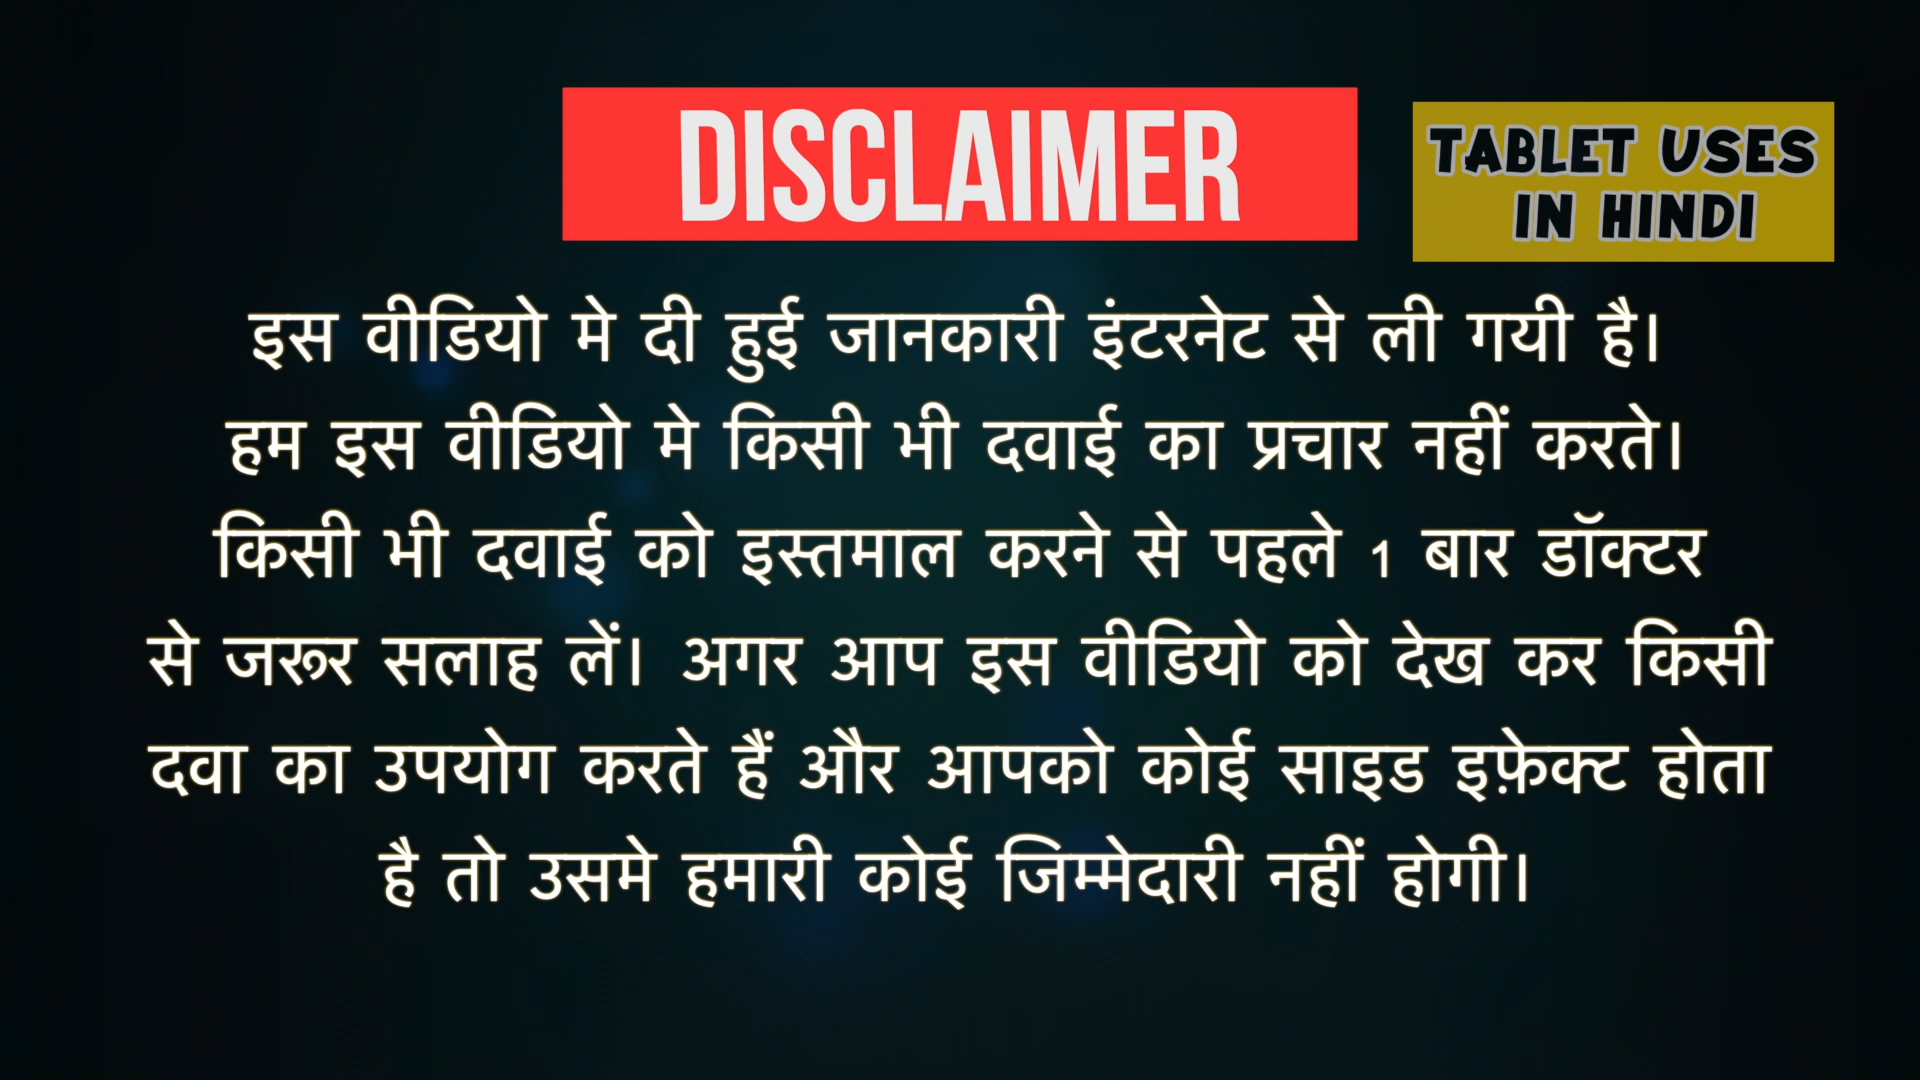 DISCLAIMER
TABLET USES
IN HINDI
इस वीडियो मे दी हुई जानकारी इंटरनेट से ली गयी है।
हम इस वीडियो मे किसी भी दवाई का प्रचार नहीं करते।
किसी भी दवाई को इस्तमाल करने से पहले 1 बार डॉक्टर
से जरूर सलाह लें। अगर आप इस वीडियो को देख कर किसी
दवा का उपयोग करते हैं और आपको कोई साइड इफ़ेक्ट होता
है तो उसमे हमारी कोई जिम्मेदारी नहीं होगी।